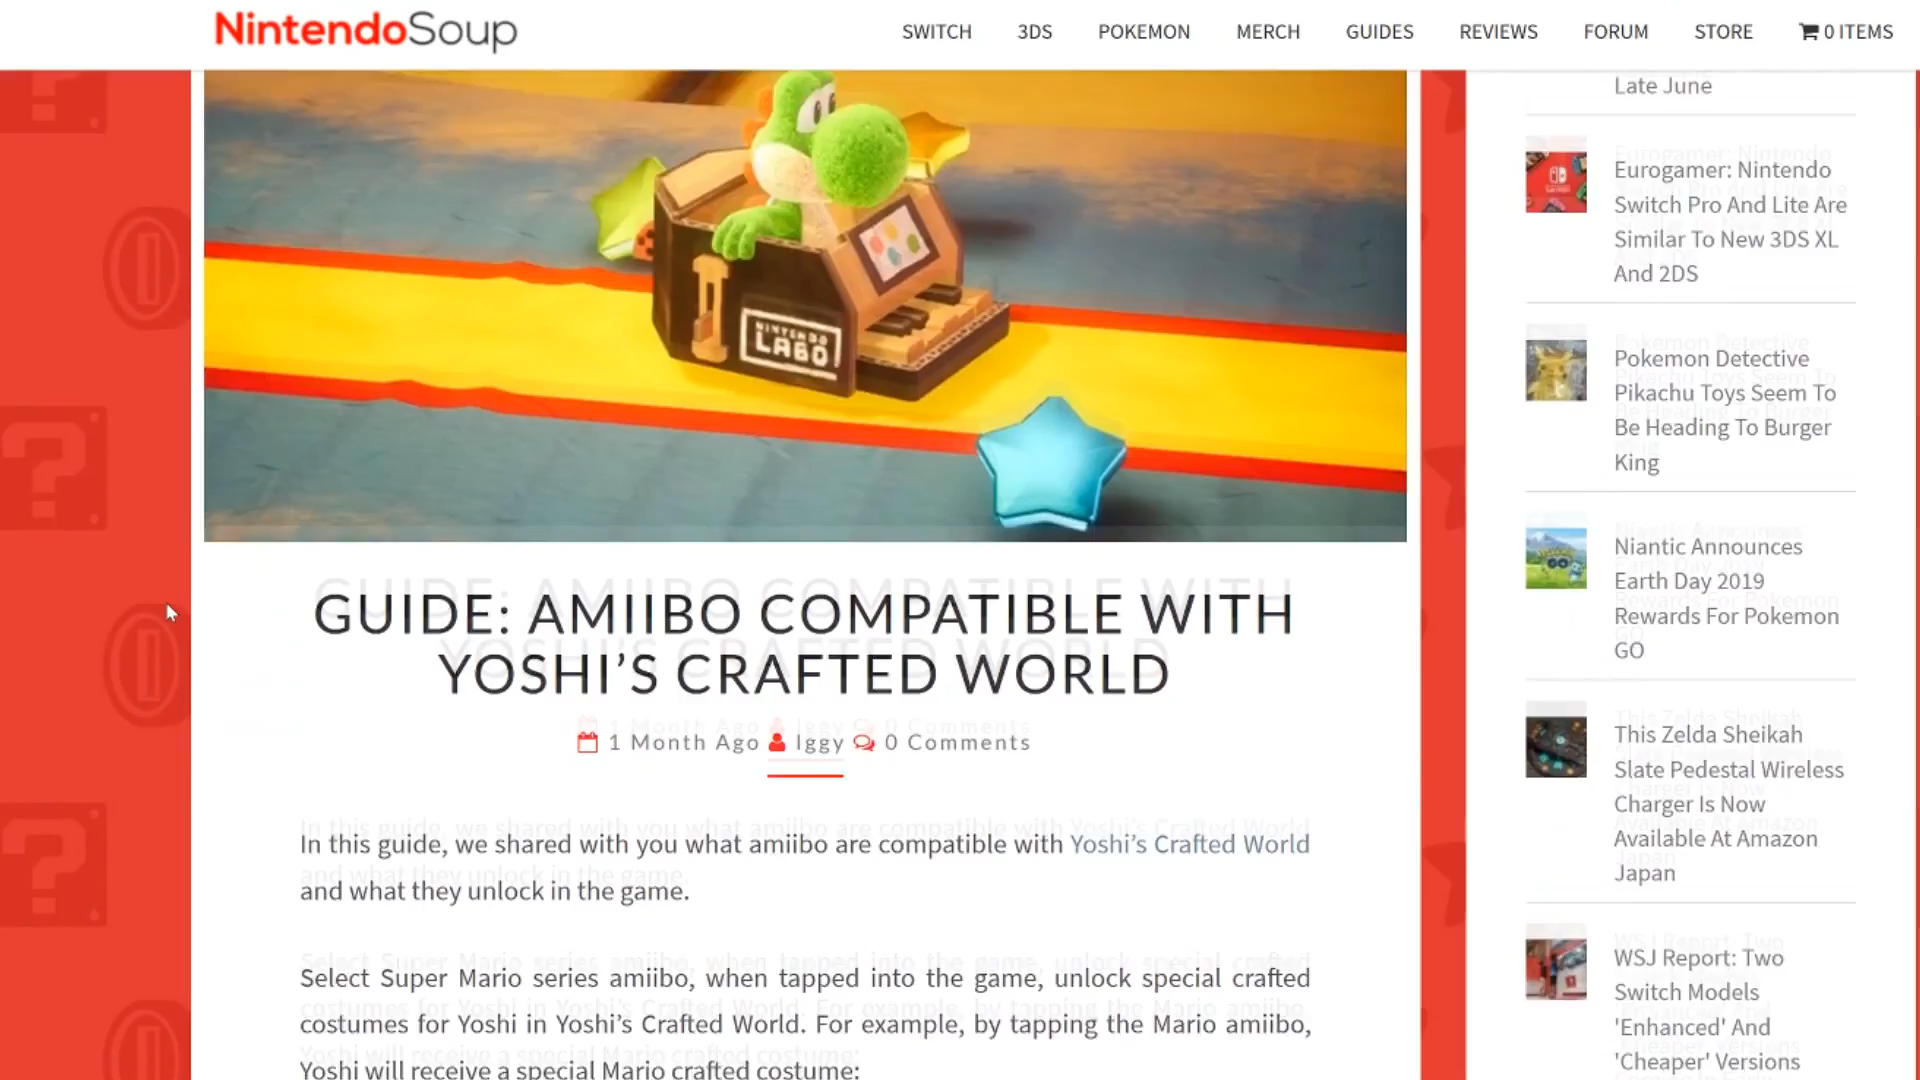 NintendoSoup
SWITCH 3DS POKEMON MERCH GUIDES REVIEWS FORUM STORE 0 ITEMS
NINTENDO
LABO
GUIDE: AMIIBO COMPATIBLE WITH
YOSHI’S CRAFTED WORLD
1 Month Ago Iggy 0 Comments
In this guide, we shared with you what amiibo are compatible with Yoshi’s Crafted World
and what they unlock in the game.
Select Super Mario series amiibo, when tapped into the game, unlock special crafted
costumes for Yoshi in Yoshi’s Crafted World. For example, by tapping the Mario amiibo,
Yoshi will receive a special Mario crafted costume:
Late June
Eurogamer: Nintendo
Switch Pro And Lite Are
Similar To New 3DS XL
And 2DS
Pokemon Detective
Pikachu Toys Seem To
Be Heading To Burger
King
Niantic Announces
Earth Day 2019
Rewards For Pokemon
GO
This Zelda Sheikah
Slate Pedestal Wireless
Charger Is Now
Available At Amazon
Japan
WSJ Report: Two
Switch Models
'Enhanced' And
'Cheaper' Versions